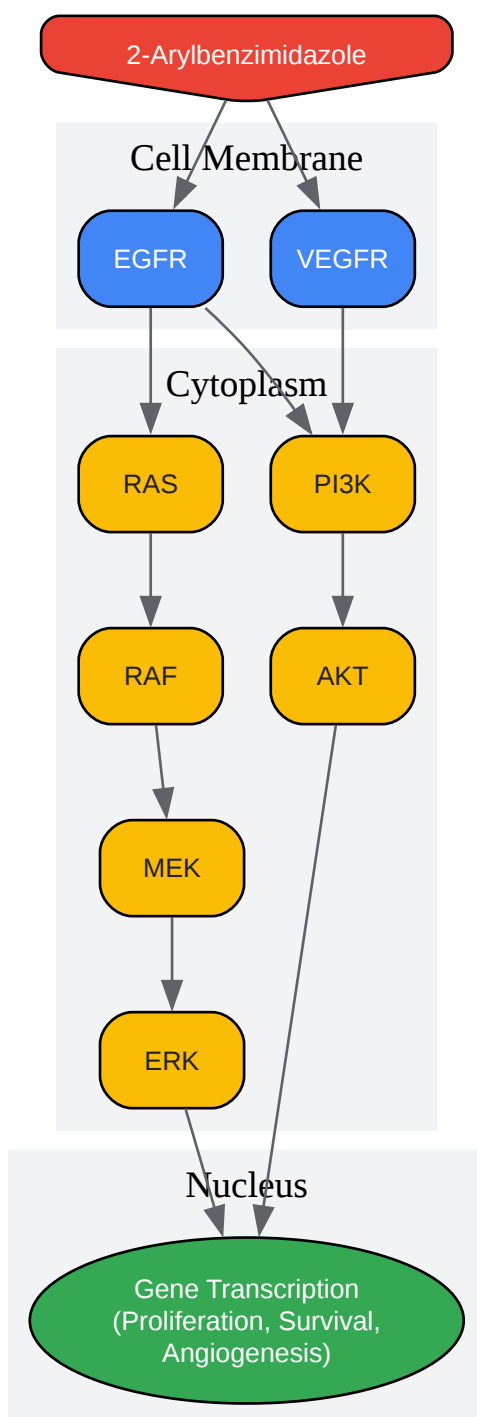 2-Arylbenzimidazole
Cell Membrane
EGFR
VEGFR
Cytoplasm
RAS
PI3K
RAF
AKT
MEK
ERK
Nucleus
Gene Transcription
(Proliferation, Survival,
Angiogenesis)